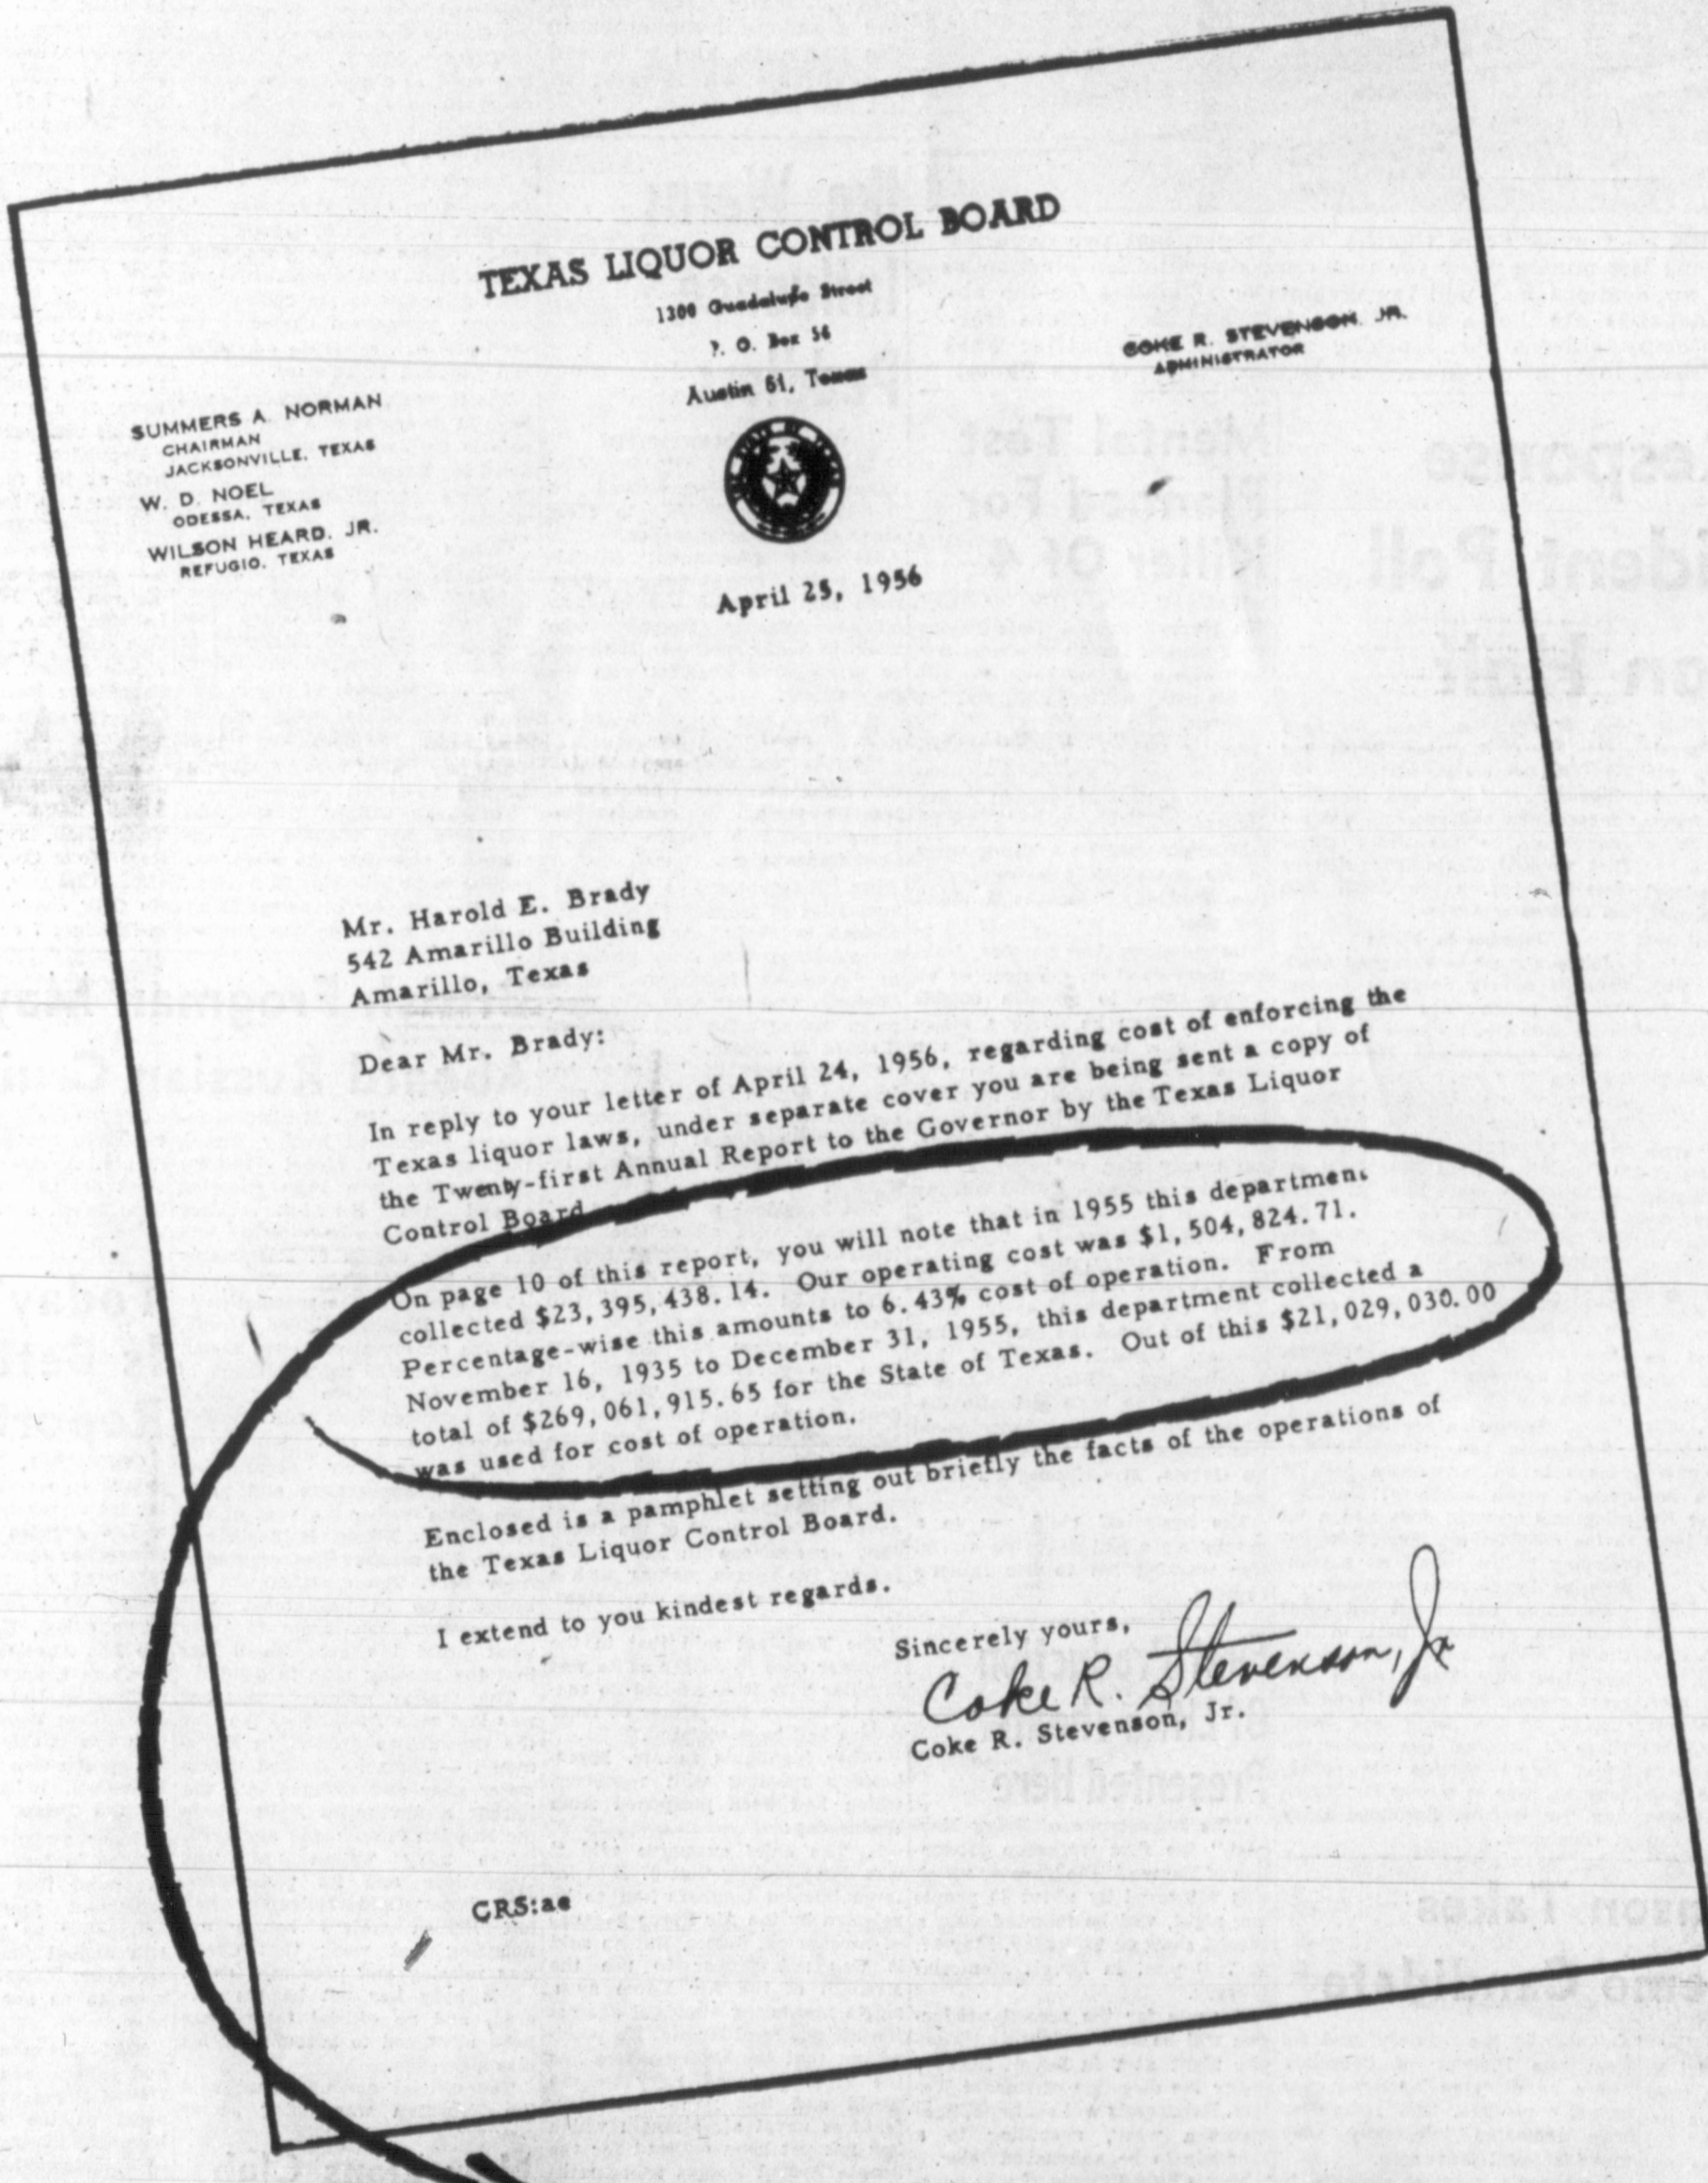 TEXAS LIQUOR CONTROL BOARD
1300 Guadalupe Street
P. O. Box 56
Austin 61, Texas
COKE R. STEVENSON, JR.
ADMINISTRATOR
SUMMERS A. NORMAN
CHAIRMAN
JACKSONVILLE, TEXAS
W. D. NOEL
ODESSA, TEXAS
WILSON HEARD, JR.
REFUGIO, TEXAS
April 25, 1956
Mr. Harold E. Brady
542 Amarillo Building
Amarillo, Texas
Dear Mr. Brady:
In reply to your letter of April 24, 1956, regarding cost of enforcing the
Texas liquor laws, under separate cover you are being sent a copy of
the Twenty-first Annual Report to the Governor by the Texas Liquor
Control Board
On page 10 of this report, you will note that in 1955 this department
collected $23,395,438.14. Our operating cost was $1,504,824.71.
Percentage-wise this amounts to 6.43% cost of operation. From
November 16, 1935 to December 31, 1955, this department collected a
total of $269,061,915.65 for the State of Texas. Out of this $21,029,030.00
was used for cost of operation.
Enclosed is a pamphlet setting out briefly the facts of the operations of
the Texas Liquor Control Board.
I extend to you kindest regards.
Sincerely yours,
Coke R. Stevenson, Jr
Coke R. Stevenson, Jr.
CRS:ae